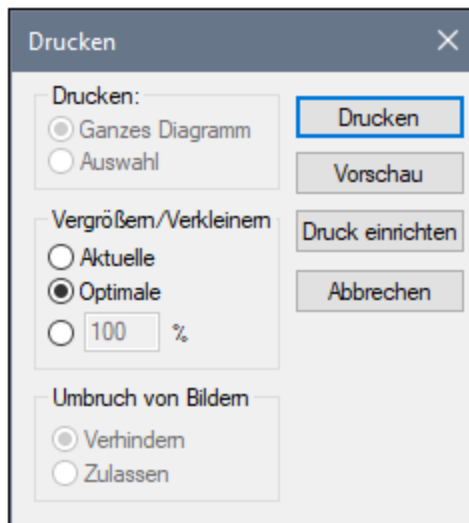 Drucken
Drucken:
Ganzes Diagramm
Auswahl
Vergrößern/Verkleinern
Aktuelle
Optimale
100 %
Umbruch von Bildern
Verhindern
Zulassen
Drucken
Vorschau
Druck einrichten
Abbrechen